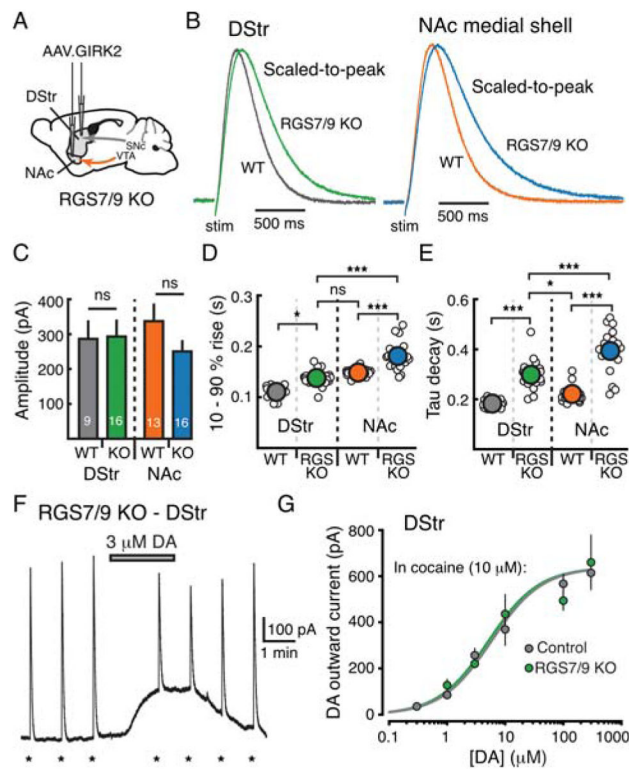 A
AAV.GIRK2
DStr
SNc
VTA
NAc
RGS7/9 KO
B
DStr
NAc medial shell
Scaled-to-peak
Scaled-to-peak
RGS7/9 KO
RGS7/9 KO
WT
WT
stim
500 ms
stim
500 ms
C
ns
ns
400
300
200
100
Amplitude (pA)
9
16
13
16
WT
KO
WT
KO
DStr
NAc
D
***
ns
*
***
0.3
0.2
0.1
10 - 90 % rise (s)
DStr
NAc
WT
RGS
KO
WT
RGS
KO
E
***
*
***
***
0.6
0.4
0.2
Tau decay (s)
DStr
NAc
WT
RGS
KO
WT
RGS
KO
F
RGS7/9 KO - DStr
3 μM DA
100 pA
1 min
* * * * * * *
G
DStr
In cocaine (10 μM):
800
600
400
200
0
DA outward current (pA)
Control
RGS7/9 KO
0.1 1 10 100 1000
[DA] (μM)